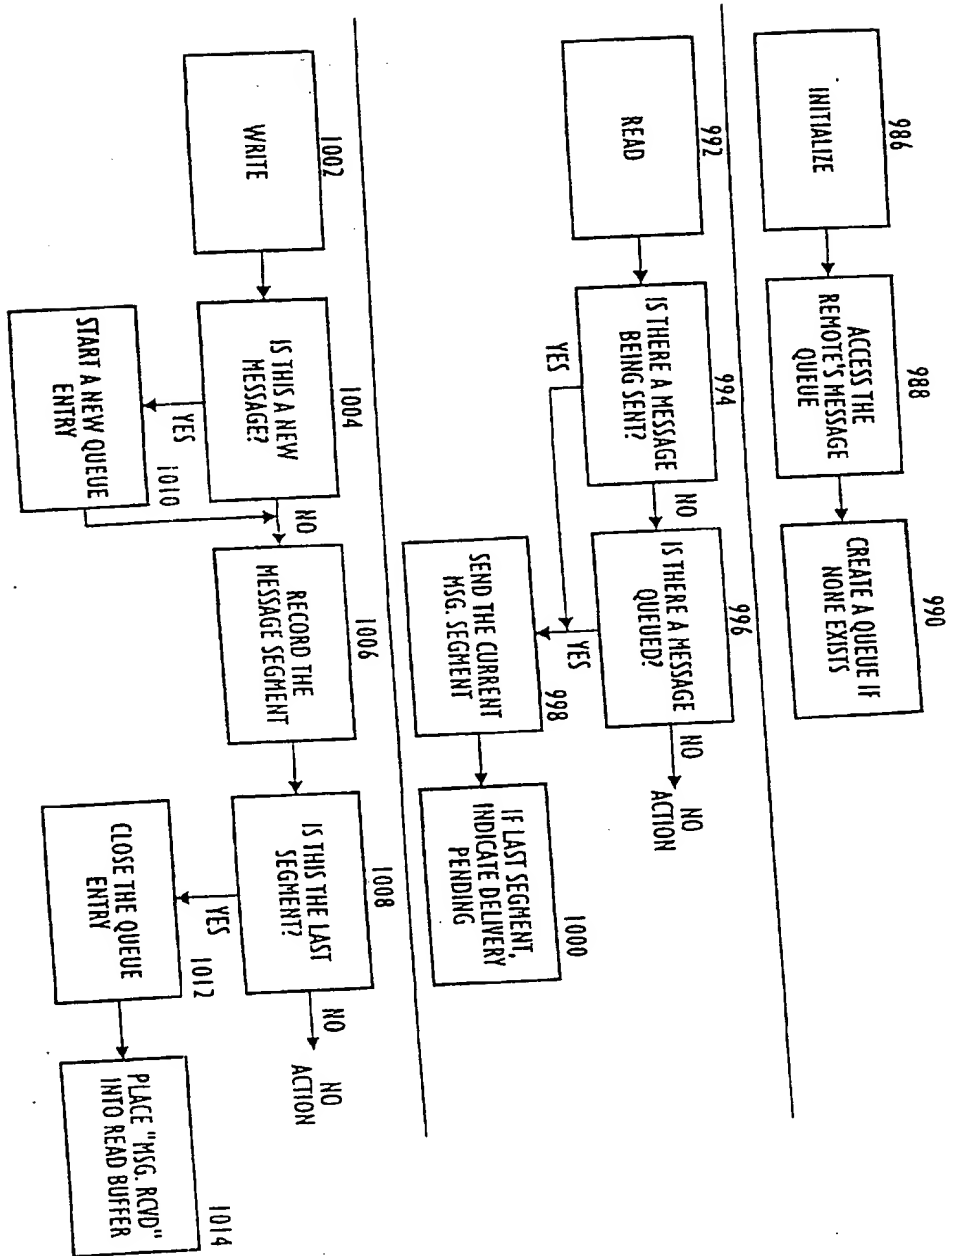 986
INITIALIZE
988
ACCESS THE
REMOTE'S MESSAGE
QUEUE
990
CREATE A QUEUE IF
NONE EXISTS
992
READ
994
IS THERE A MESSAGE
BEING SENT?
YES
NO
996
IS THERE A MESSAGE
QUEUED?
YES
NO
NO
ACTION
998
SEND THE CURRENT
MSG. SEGMENT
1000
IF LAST SEGMENT,
INDICATE DELIVERY
PENDING
1002
WRITE
1004
IS THIS A NEW
MESSAGE?
YES
NO
1010
START A NEW QUEUE
ENTRY
1006
RECORD THE
MESSAGE SEGMENT
1008
IS THIS THE LAST
SEGMENT?
YES
NO
NO
ACTION
1012
CLOSE THE QUEUE
ENTRY
1014
PLACE "MSG. RCVD"
INTO READ BUFFER